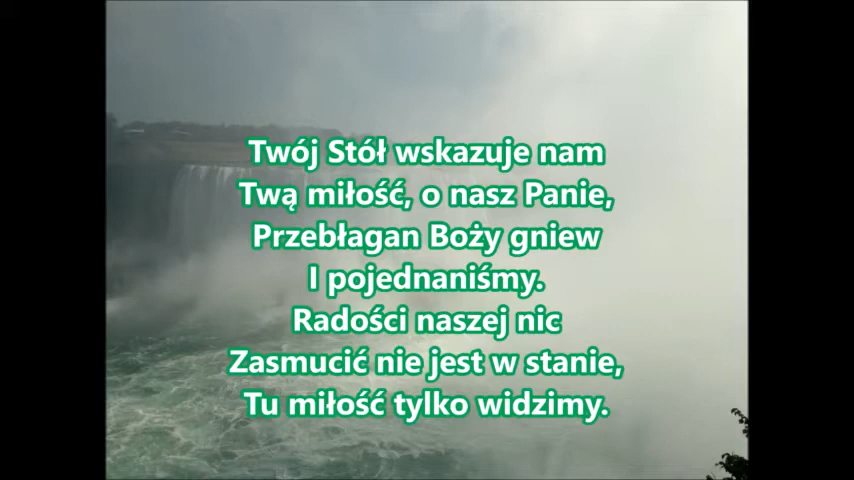 Twój Stół wskazuje nam
Twą miłość, o nasz Panie,
Przebłagan Boży gniew
I pojednaniśmy.
Radości naszej nic
Zasmucić nie jest w stanie,
Tu miłość tylko widzimy.